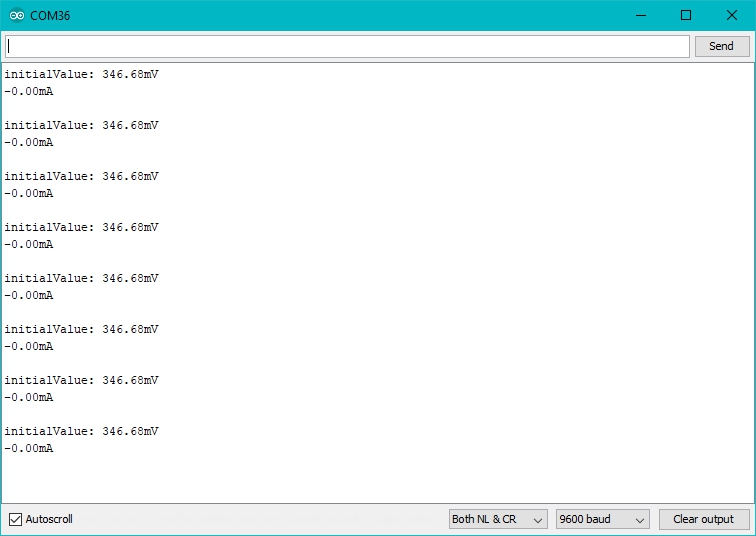 COM36
Send
initialValue: 346.68mV
-0.00mA
initialValue: 346.68mV
-0.00mA
initialValue: 346.68mV
-0.00mA
initialValue: 346.68mV
-0.00mA
initialValue: 346.68mV
-0.00mA
initialValue: 346.68mV
-0.00mA
initialValue: 346.68mV
-0.00mA
initialValue: 346.68mV
-0.00mA
Autoscroll
Both NL & CR
9600 baud
Clear output